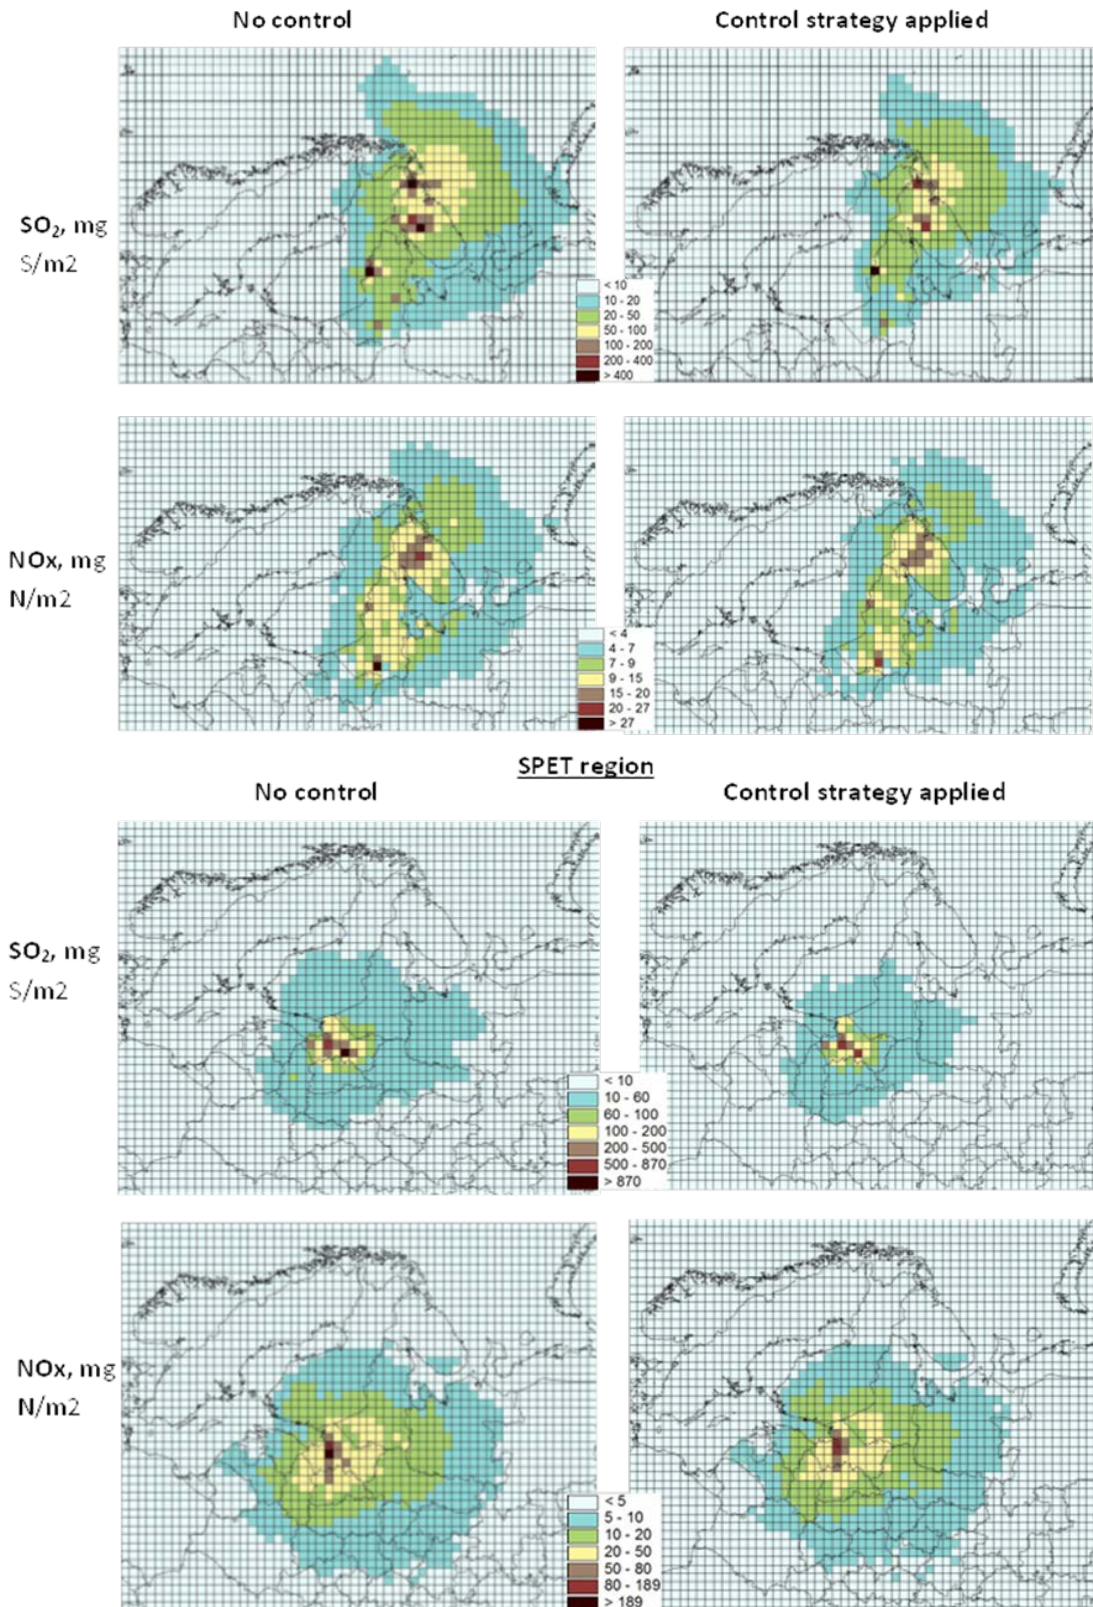 No control
Control strategy applied
SO₂, mg
S/m2
< 10
10 - 20
20 - 50
50 - 100
100 - 200
200 - 400
> 400
NOx, mg
N/m2
< 4
4 - 7
7 - 9
9 - 15
15 - 20
20 - 27
> 27
SPET region
No control
Control strategy applied
SO₂, mg
S/m2
< 10
10 - 60
60 - 100
100 - 200
200 - 500
500 - 870
> 870
NOx, mg
N/m2
< 5
5 - 10
10 - 20
20 - 50
50 - 80
80 - 189
> 189